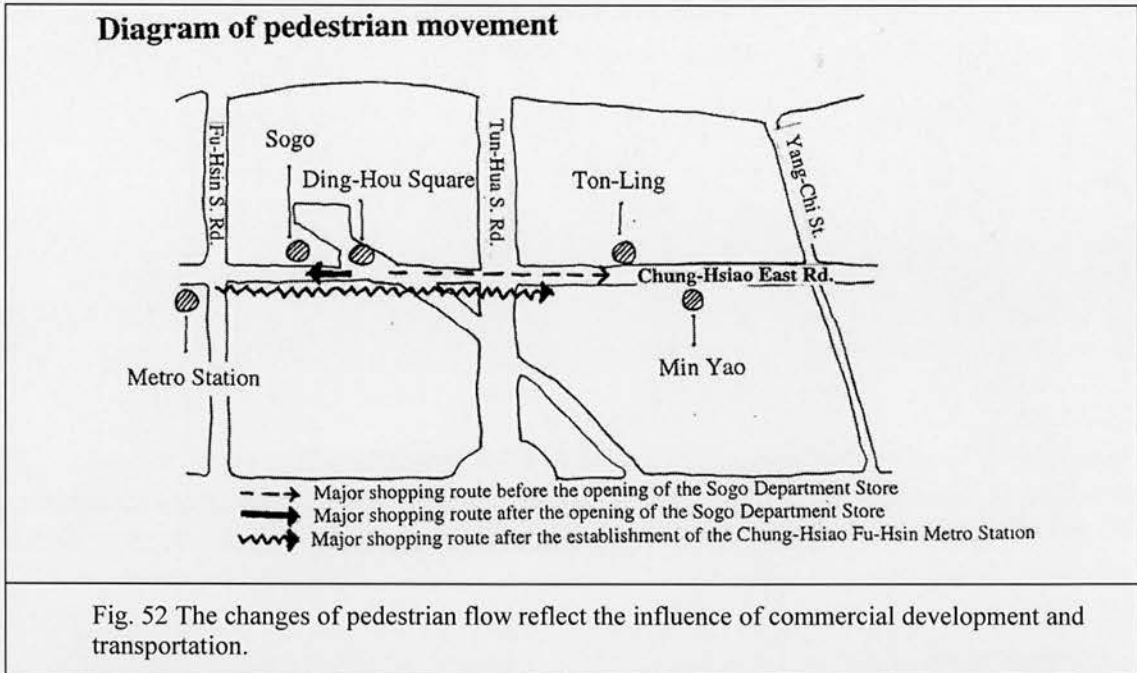 Diagram of pedestrian movement
Fu-Hsin S. Rd.
Sogo
Ding-Hou Square
Tun-Hua S. Rd.
Ton-Ling
Yang-Chi St.
Chung-Hsiao East Rd.
Metro Station
Min Yao
Major shopping route before the opening of the Sogo Department Store
Major shopping route after the opening of the Sogo Department Store
Major shopping route after the establishment of the Chung-Hsiao Fu-Hsin Metro Station
Fig. 52 The changes of pedestrian flow reflect the influence of commercial development and
transportation.